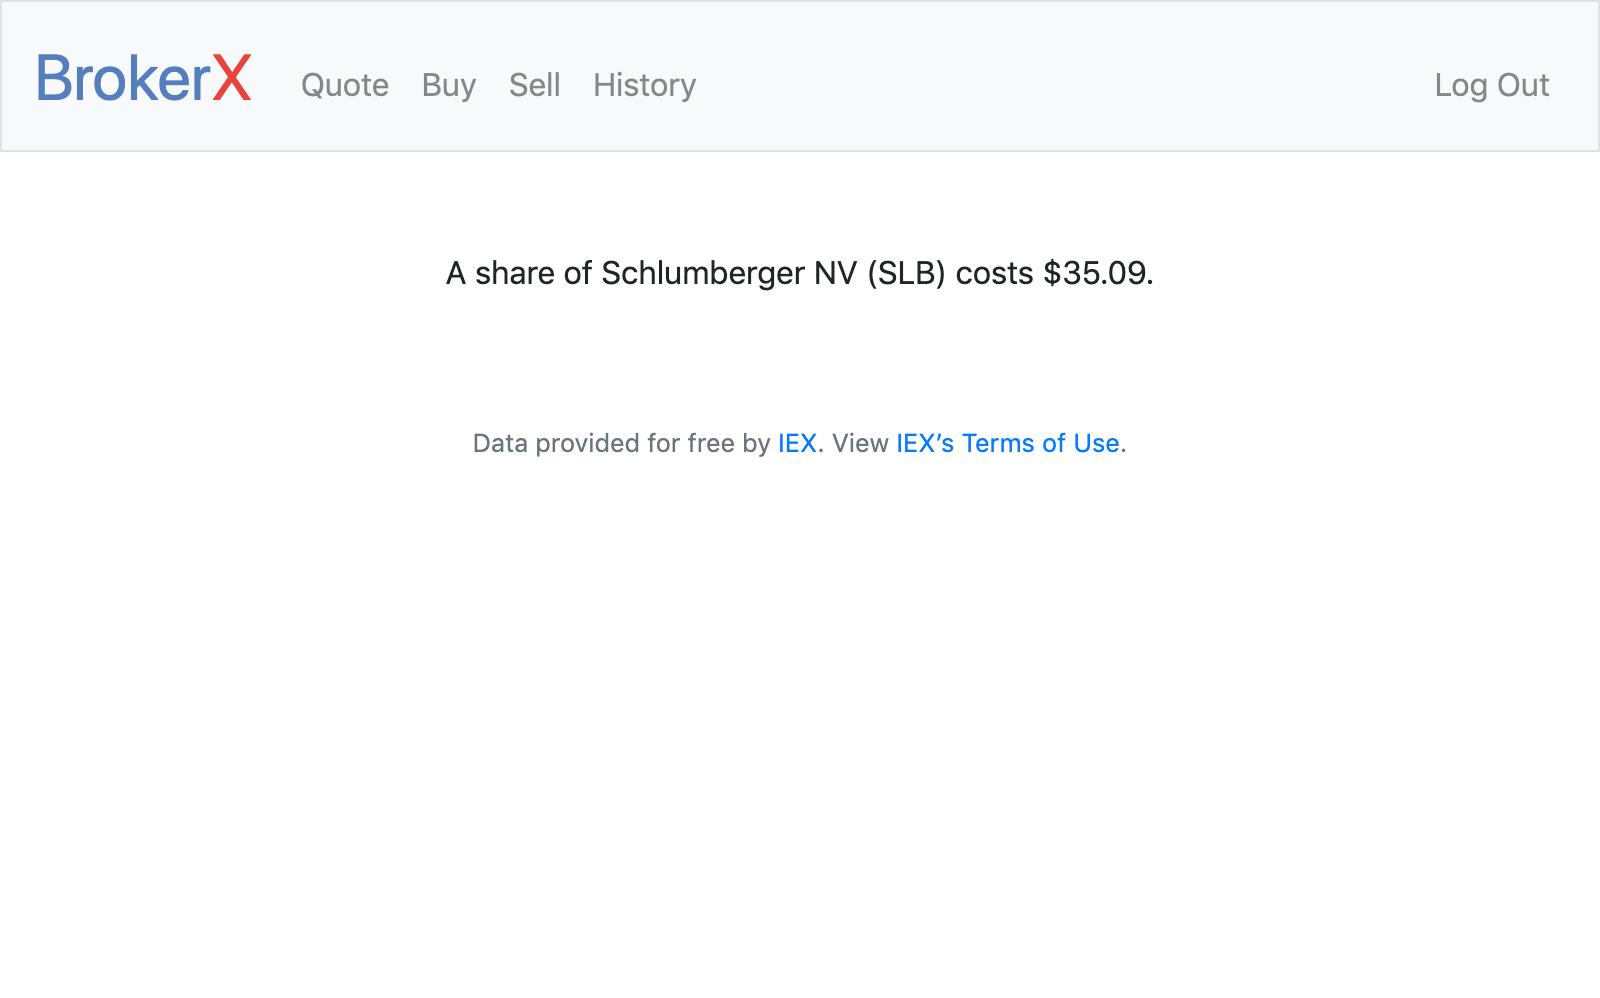 BrokerX Quote Buy Sell History Log Out
A share of Schlumberger NV (SLB) costs $35.09.
Data provided for free by IEX. View IEX’s Terms of Use.